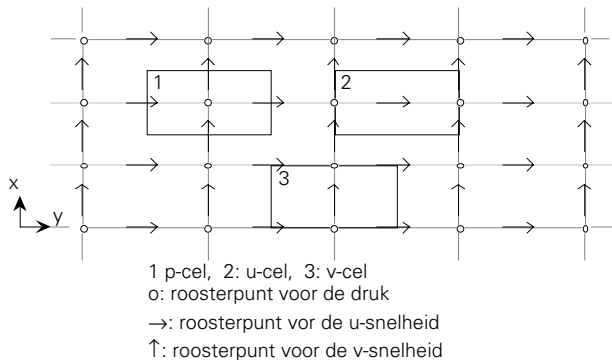 1
2
3
x
y
1 p-cel, 2: u-cel, 3: v-cel
o: roosterpunt voor de druk
→: roosterpunt vor de u-snelheid
↑: roosterpunt voor de v-snelheid